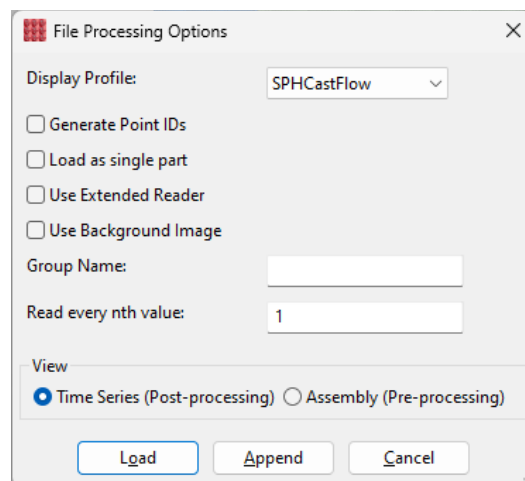 File Processing Options
Display Profile: SPHCastFlow
Generate Point IDs
Load as single part
Use Extended Reader
Use Background Image
Group Name:
Read every nth value: 1
View
Time Series (Post-processing) Assembly (Pre-processing)
Load Append Cancel